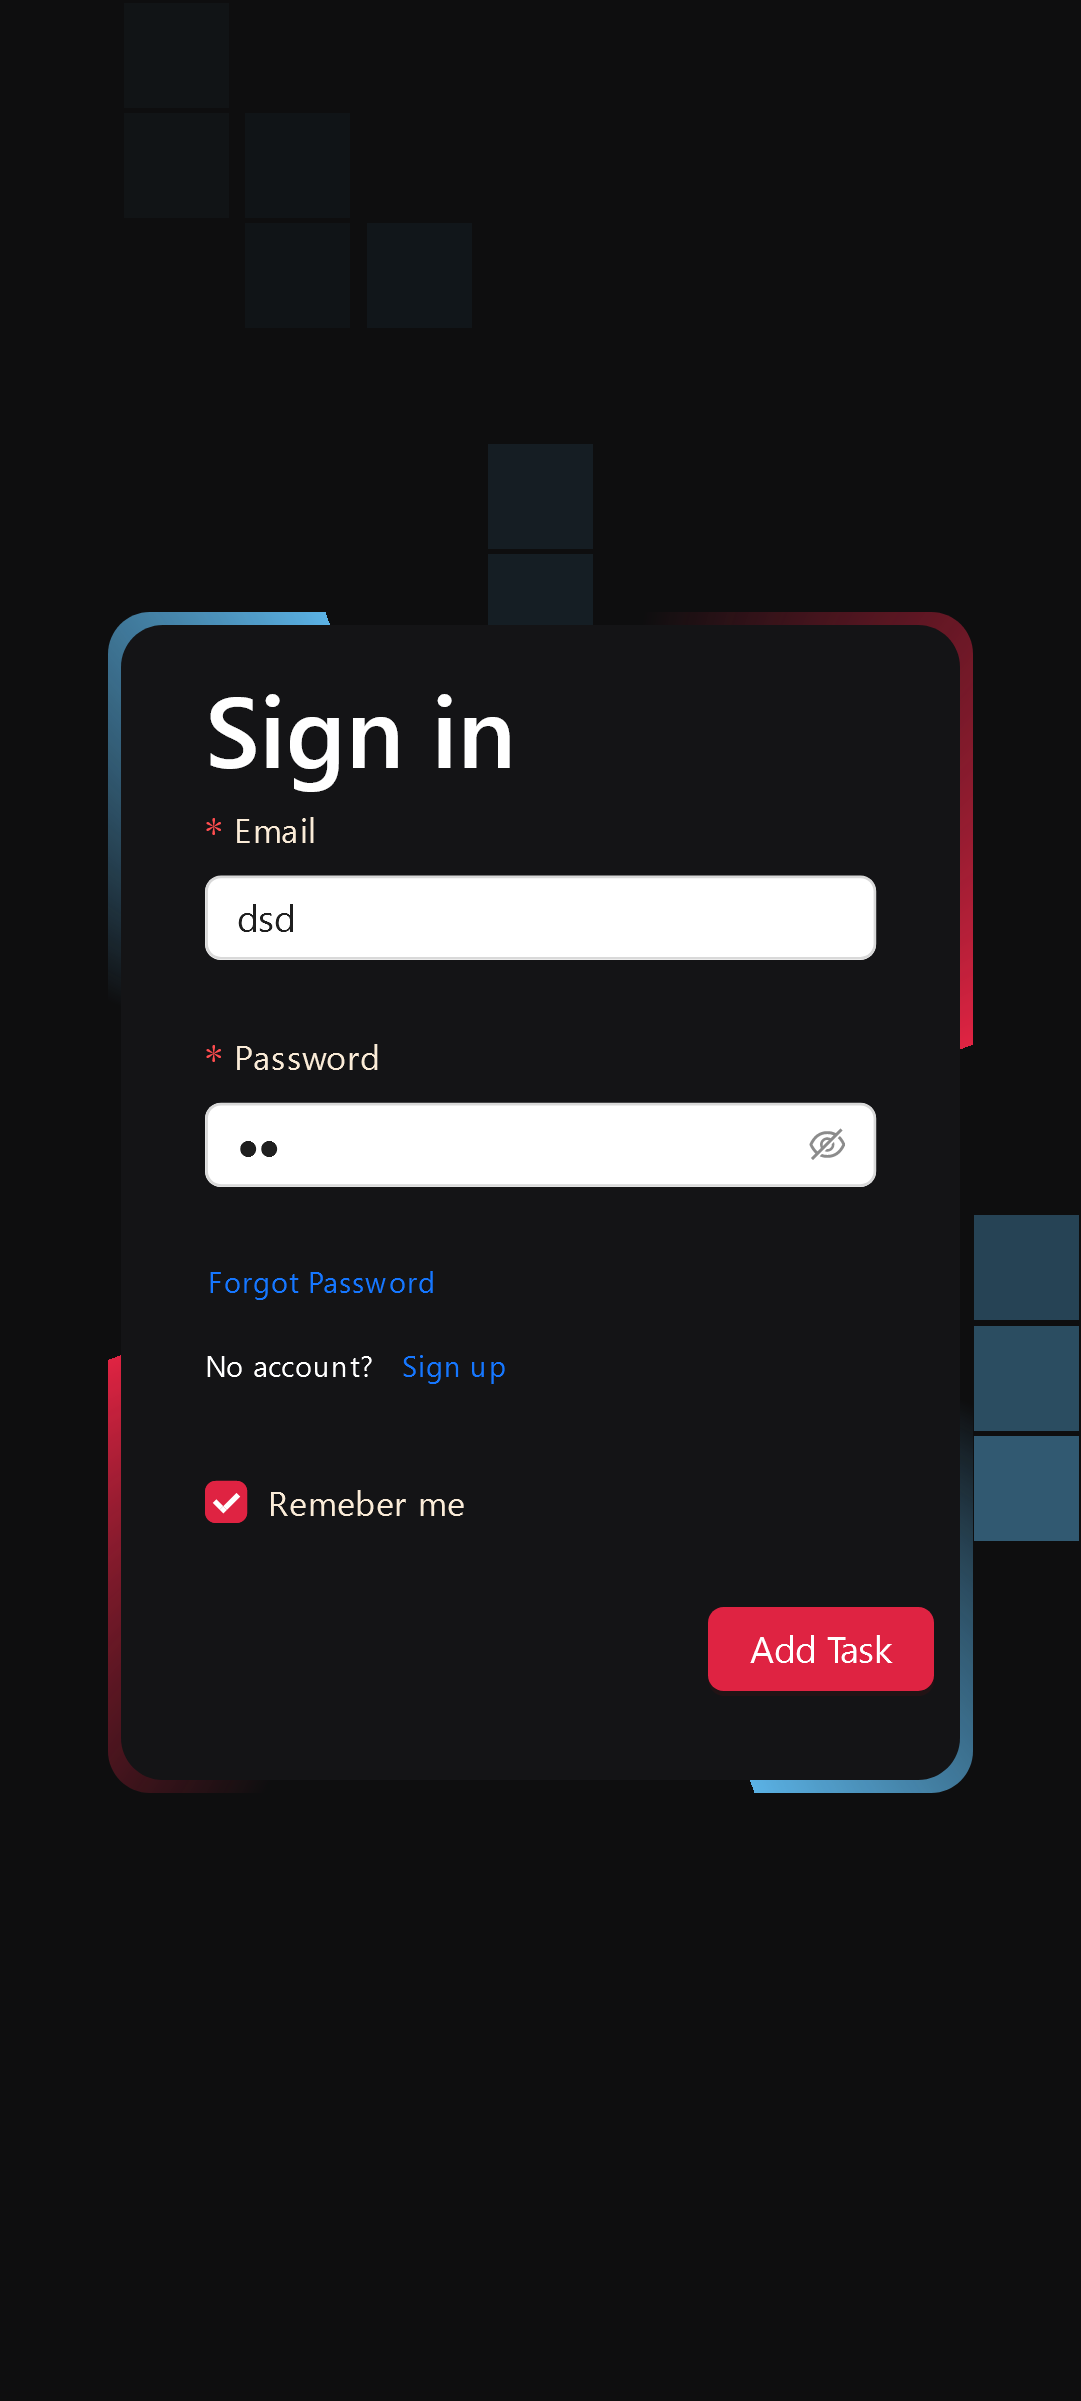 Sign in
* Email
dsd
* Password
Forgot Password
No account? Sign up
Remeber me
Add Task